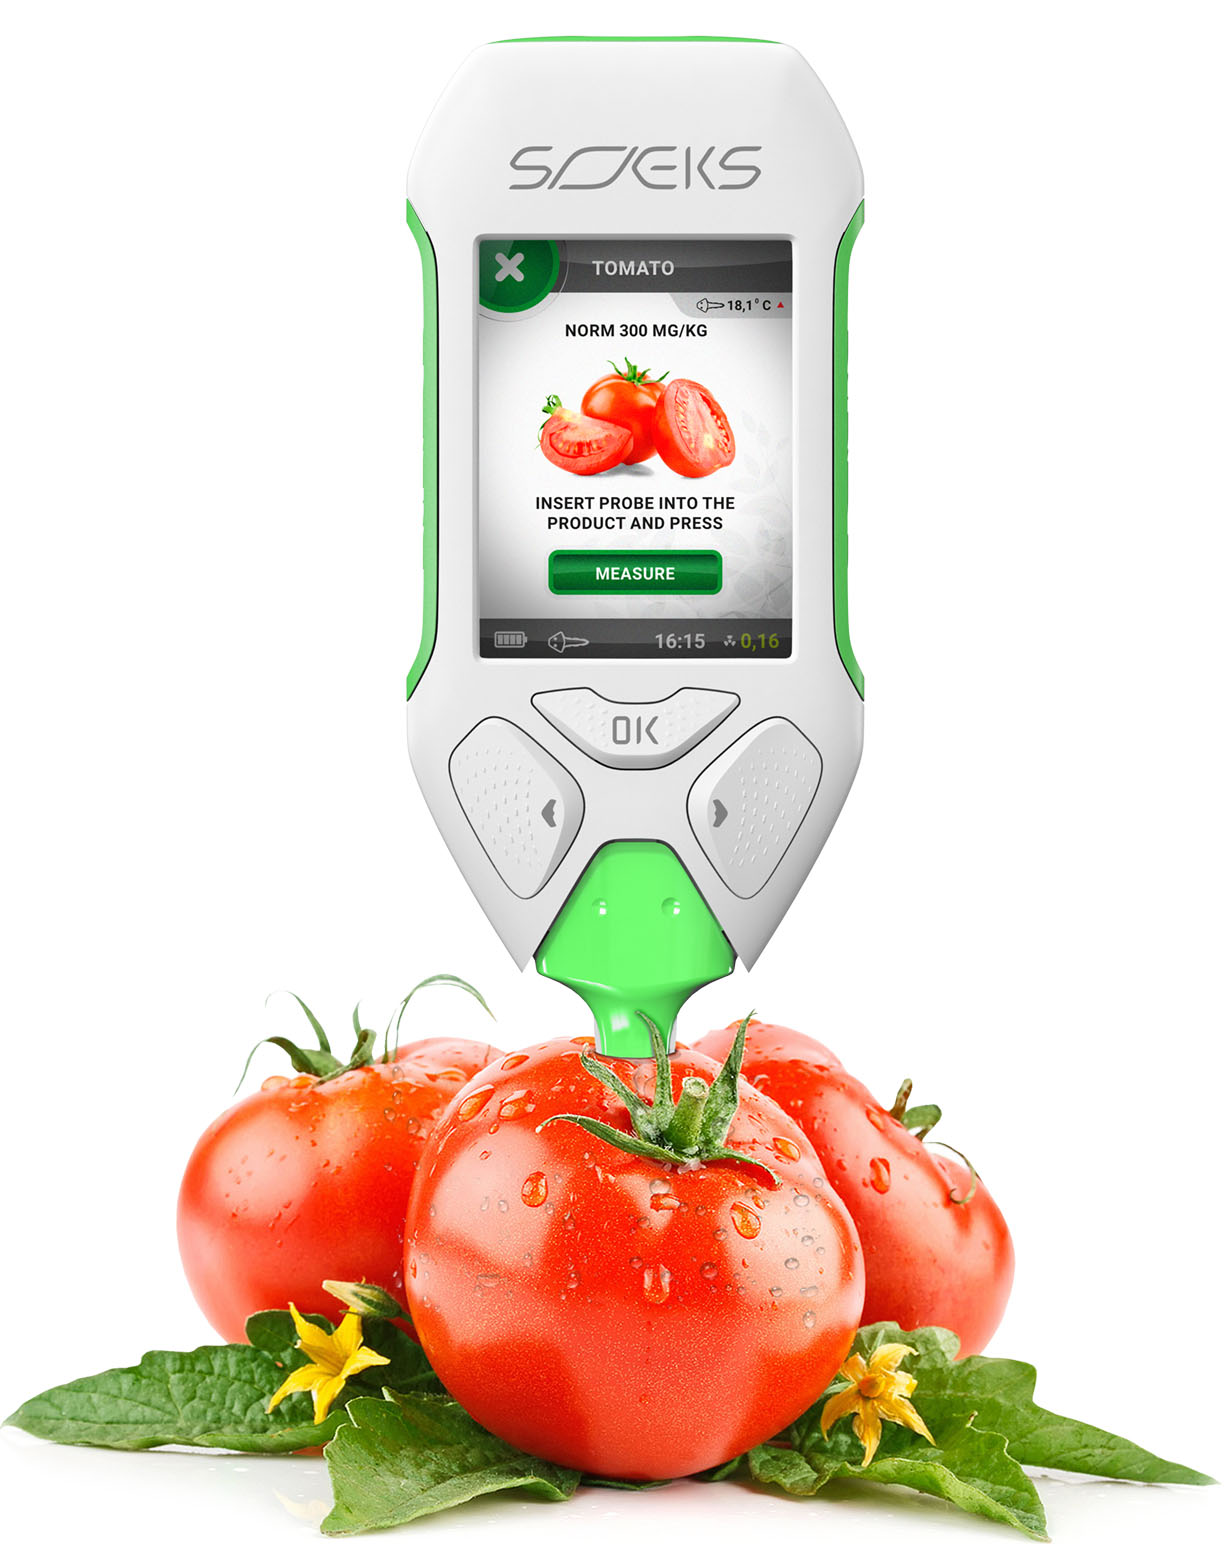 SOEKS
TOMATO
18,1° C
NORM 300 MG/KG
INSERT PROBE INTO THE
PRODUCT AND PRESS
MEASURE
16:15 0,16
OK